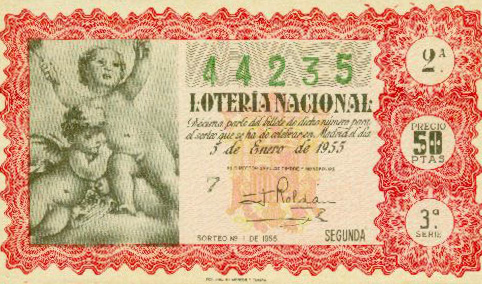 44235
2ª
LOTERÍA NACIONAL
Décima parte del billete de dicho número para
el sorteo que se ha de celebrar en Madrid el día
5 de Enero de 1955
PRECIO
50
PTAS
7
J. Roldan
3ª
SERIE
SORTEO Nº 1 DE 1955
SEGUNDA